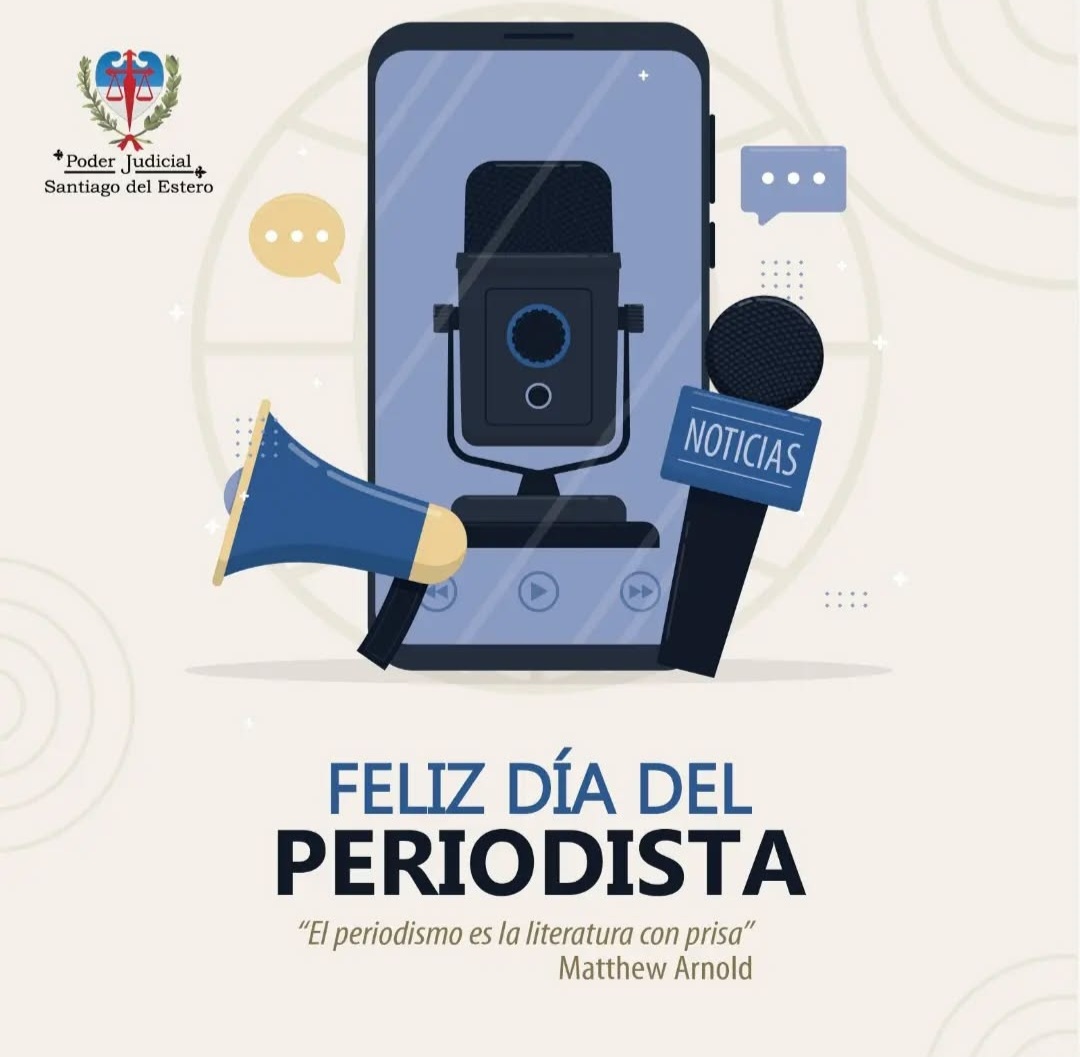 Poder Judicial
Santiago del Estero
NOTICIAS
FELIZ DÍA DEL
PERIODISTA
“El periodismo es la literatura con prisa”
Matthew Arnold